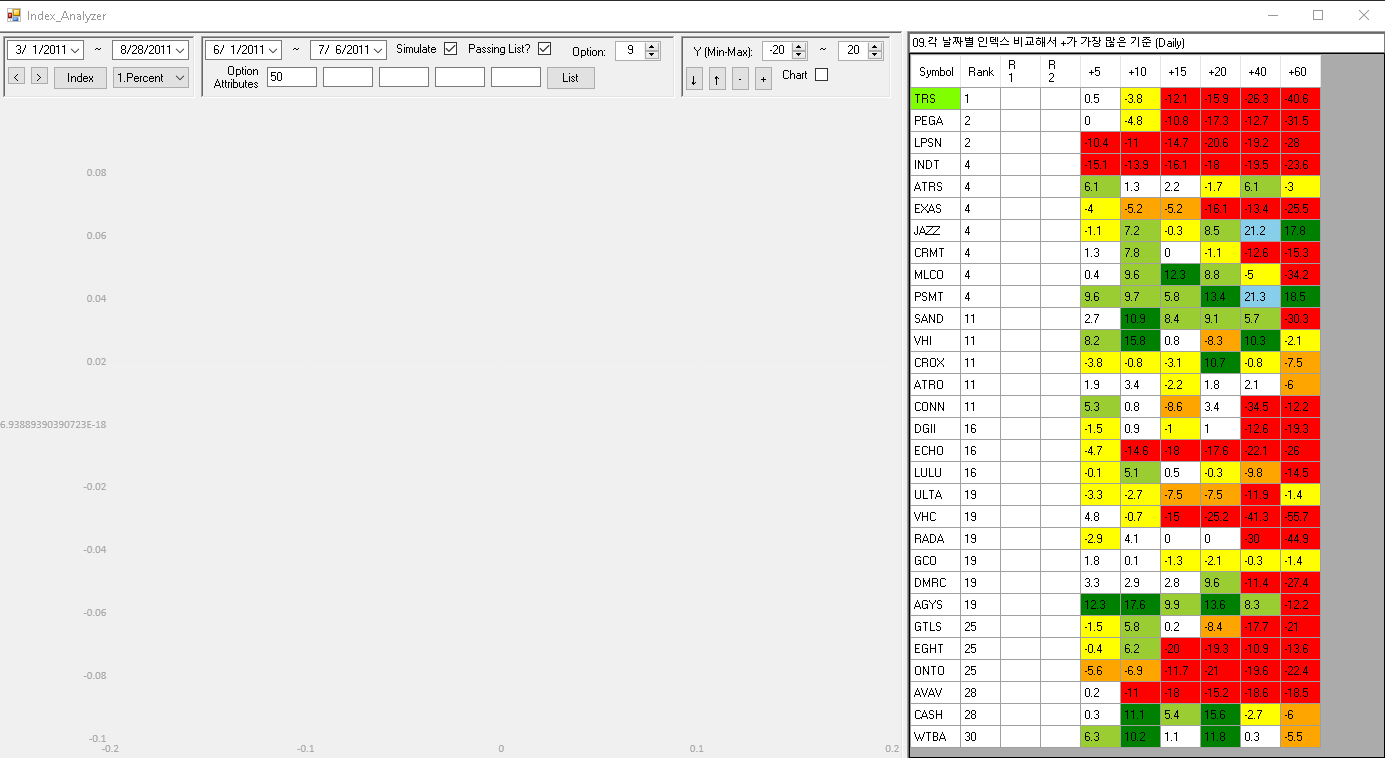 Index_Analyzer
3/ 1/2011 ~ 8/28/2011 6/ 1/2011 ~ 7/ 6/2011 Simulate Passing List? Option: 9 Y (Min-Max): -20 ~ 20
< > Index 1.Percent Option Attributes 50 List ↓ ↑ - + Chart
0.08
0.06
0.04
0.02
6.93889390390723E-18
-0.02
-0.04
-0.06
-0.08
-0.1
-0.2 -0.1 0 0.1 0.2
09.각 날짜별 인덱스 비교해서 +가 가장 많은 기준 (Daily)
Symbol Rank R 1 R 2 +5 +10 +15 +20 +40 +60
TRS 1 0.5 -3.8 -12.1 -15.9 -26.3 -40.6
PEGA 2 0 -4.8 -10.8 -17.3 -12.7 -31.5
LPSN 2 -10.4 -11 -14.7 -20.6 -19.2 -28
INDT 4 -15.1 -13.9 -16.1 -18 -19.5 -23.6
ATRS 4 6.1 1.3 2.2 -1.7 6.1 -3
EXAS 4 -4 -5.2 -5.2 -16.1 -13.4 -25.5
JAZZ 4 -1.1 7.2 -0.3 8.5 21.2 17.8
CRMT 4 1.3 7.8 0 -1.1 -12.6 -15.3
MLCO 4 0.4 9.6 12.3 8.8 -5 -34.2
PSMT 4 9.6 9.7 5.8 13.4 21.3 18.5
SAND 11 2.7 10.9 8.4 9.1 5.7 -30.3
VHI 11 8.2 15.8 0.8 -8.3 10.3 -2.1
CROX 11 -3.8 -0.8 -3.1 10.7 -0.8 -7.5
ATRO 11 1.9 3.4 -2.2 1.8 2.1 -6
CONN 11 5.3 0.8 -8.6 3.4 -34.5 -12.2
DGII 16 -1.5 0.9 -1 1 -12.6 -19.3
ECHO 16 -4.7 -14.6 -18 -17.6 -22.1 -26
LULU 16 -0.1 5.1 0.5 -0.3 -9.8 -14.5
ULTA 19 -3.3 -2.7 -7.5 -7.5 -11.9 -1.4
VHC 19 4.8 -0.7 -15 -25.2 -41.3 -55.7
RADA 19 -2.9 4.1 0 0 -30 -44.9
GCO 19 1.8 0.1 -1.3 -2.1 -0.3 -1.4
DMRC 19 3.3 2.9 2.8 9.6 -11.4 -27.4
AGYS 19 12.3 17.6 9.9 13.6 8.3 -12.2
GTLS 25 -1.5 5.8 0.2 -8.4 -17.7 -21
EGHT 25 -0.4 6.2 -20 -19.3 -10.9 -13.6
ONTO 25 -5.6 -6.9 -11.7 -21 -19.6 -22.4
AVAV 28 0.2 -11 -18 -15.2 -18.6 -18.5
CASH 28 0.3 11.1 5.4 15.6 -2.7 -6
WTBA 30 6.3 10.2 1.1 11.8 0.3 -5.5